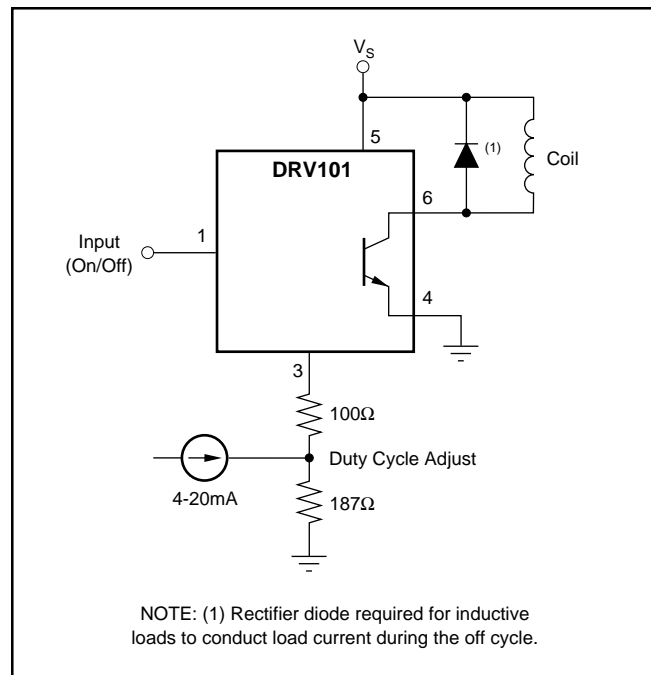 V_S
5
DRV101
(1)
Coil
6
Input
(On/Off)
1
4
3
100Ω
Duty Cycle Adjust
4-20mA
187Ω
NOTE: (1) Rectifier diode required for inductive
loads to conduct load current during the off cycle.